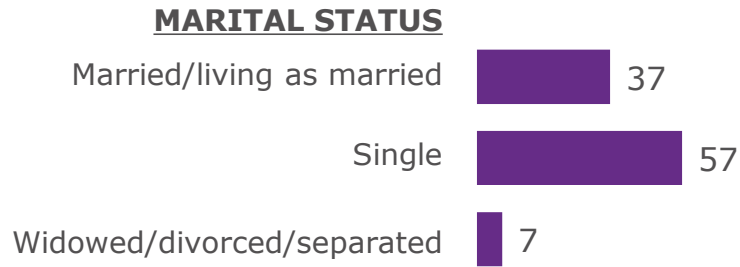 MARITAL STATUS
Married/living as married 37
Single 57
Widowed/divorced/separated 7